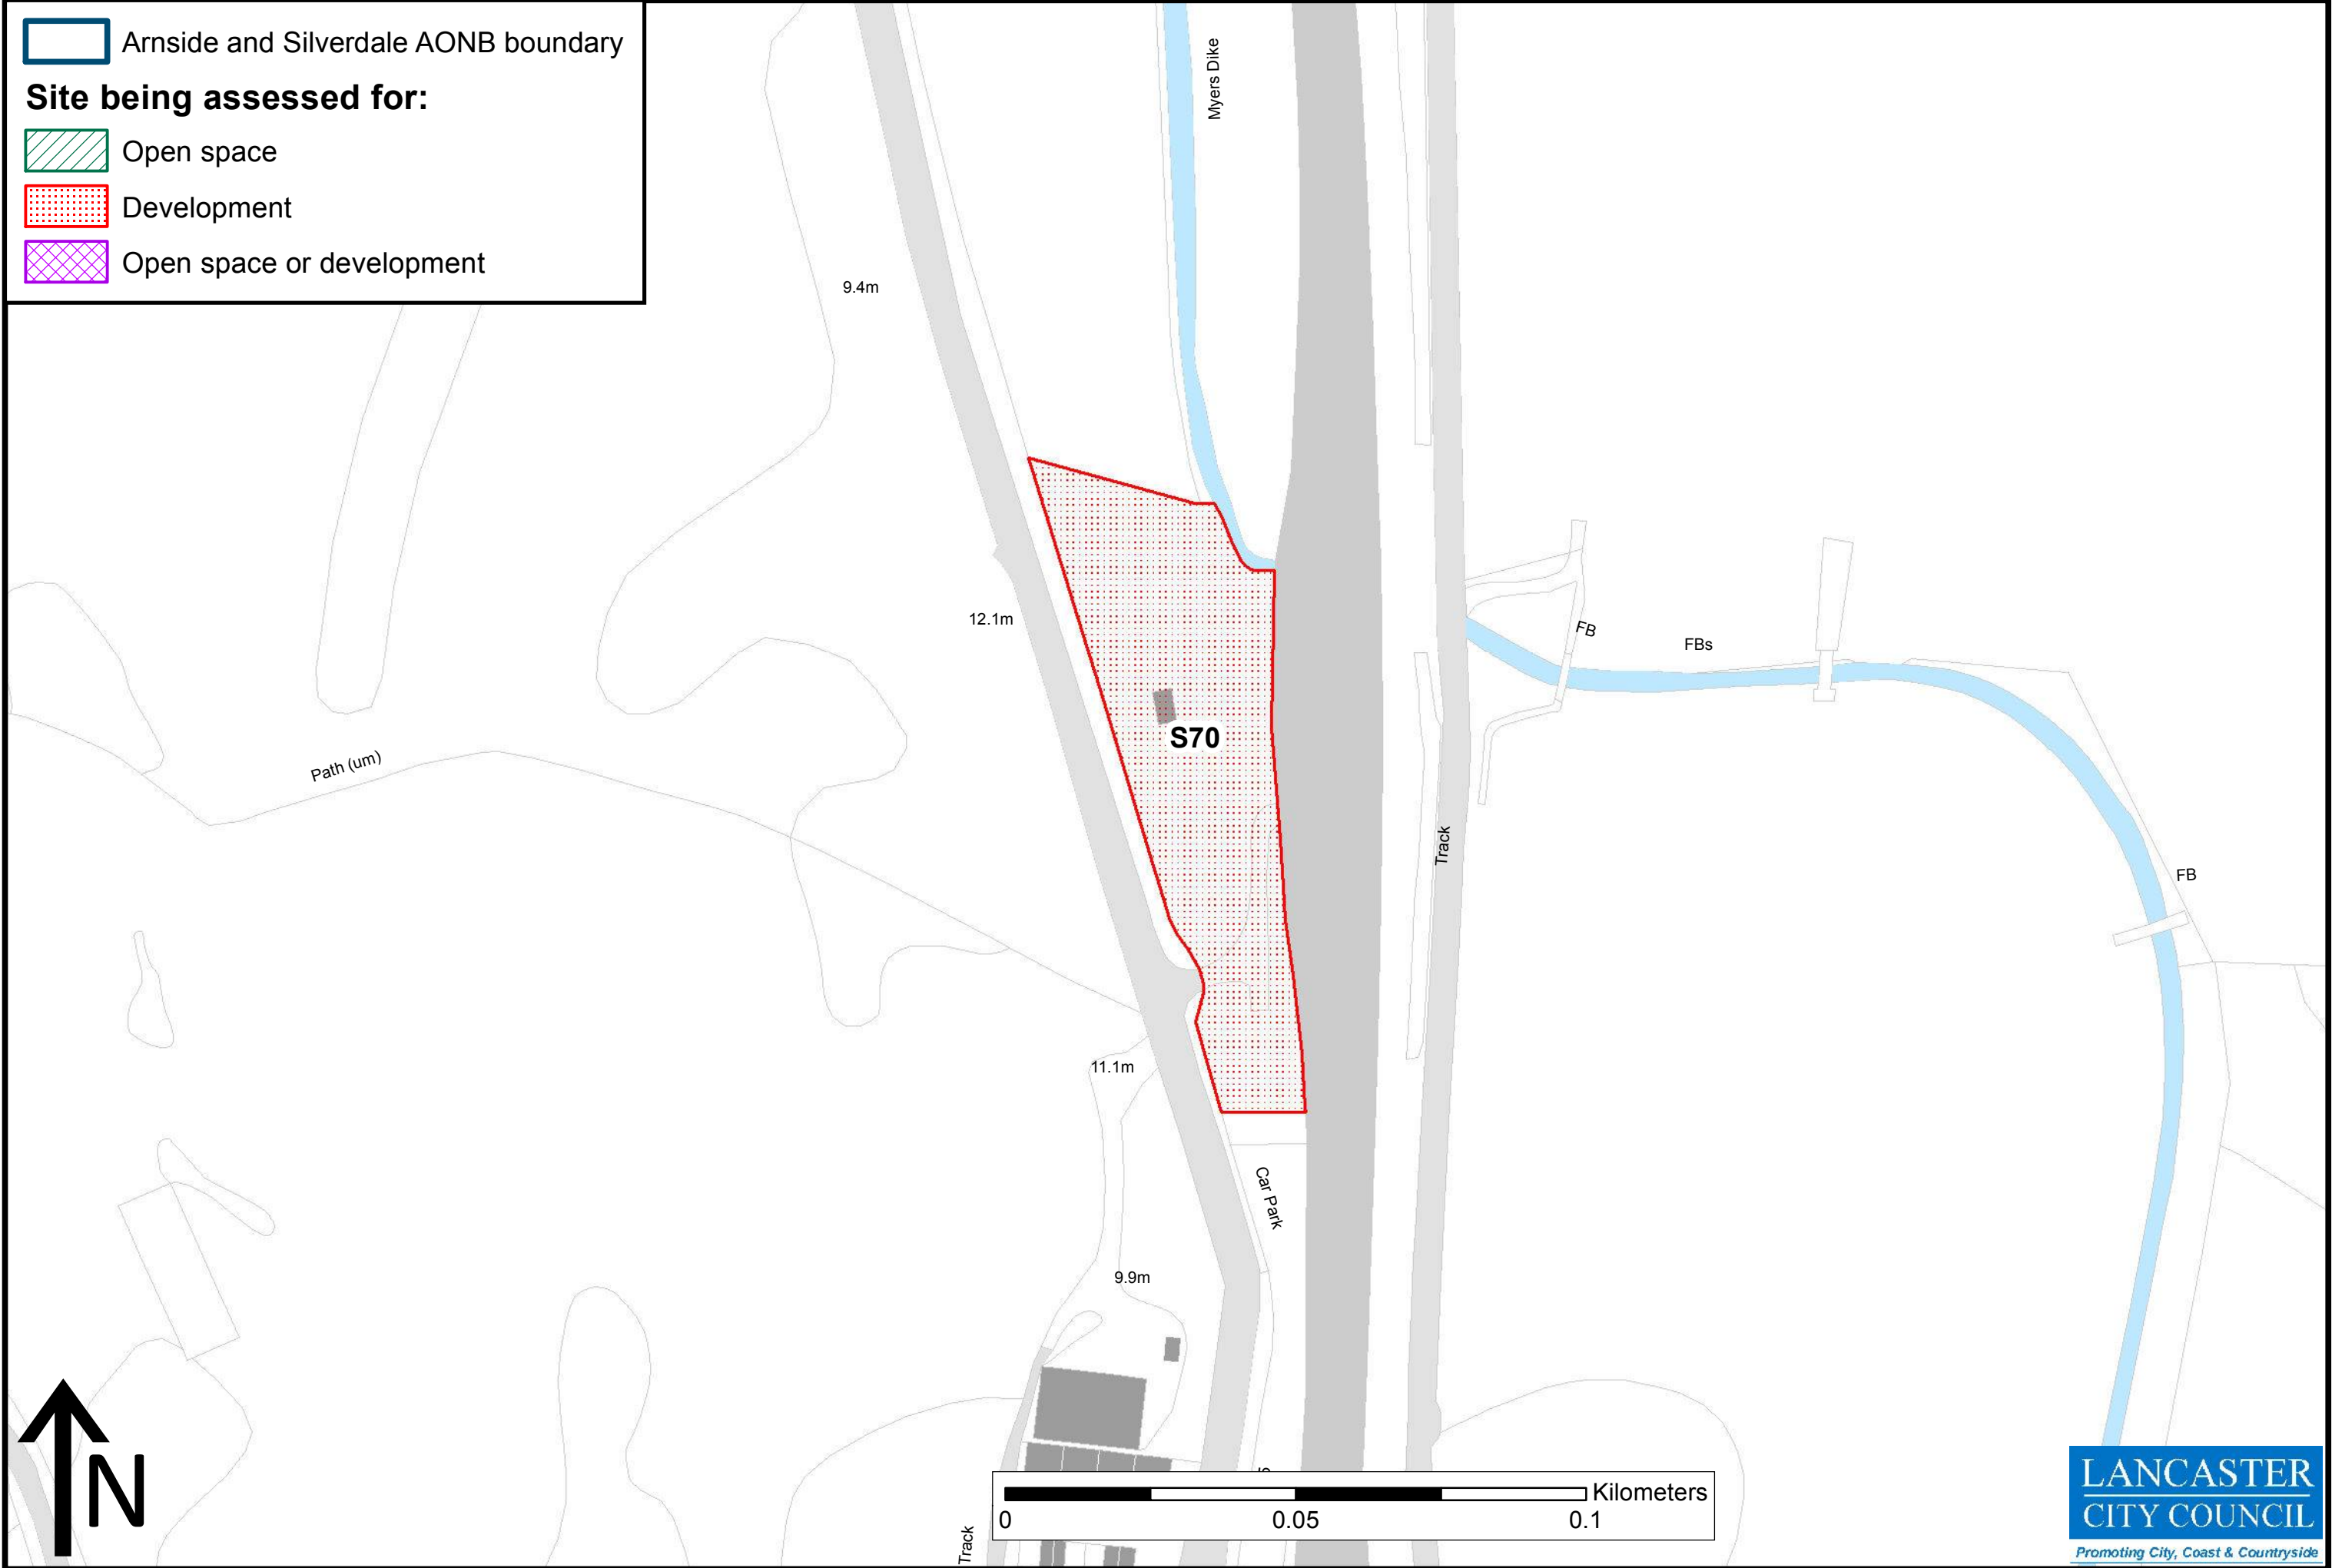 Arnside and Silverdale AONB boundary
Site being assessed for:
Open space
Development
Open space or development
Myers Dike
9.4m
12.1m
FB
FBs
S70
Path (um)
Track
FB
11.1m
Car Park
9.9m
N
Kilometers
0 0.05 0.1
Track
LANCASTER
CITY COUNCIL
Promoting City, Coast & Countryside